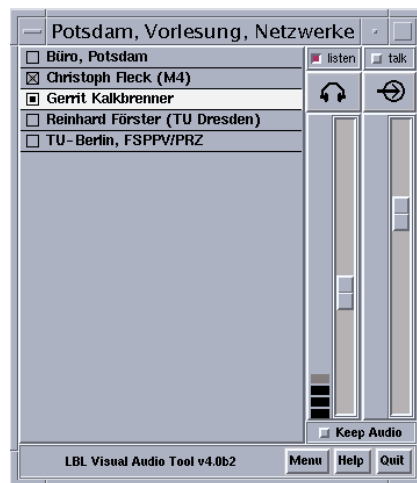 Potsdam, Vorlesung, Netzwerke
Büro, Potsdam
Christoph Fleck (M4)
Gerrit Kalkbrenner
Reinhard Förster (TU Dresden)
TU-Berlin, FSPPV/PRZ
listen
talk
Keep Audio
LBL Visual Audio Tool v4.0b2
Menu
Help
Quit